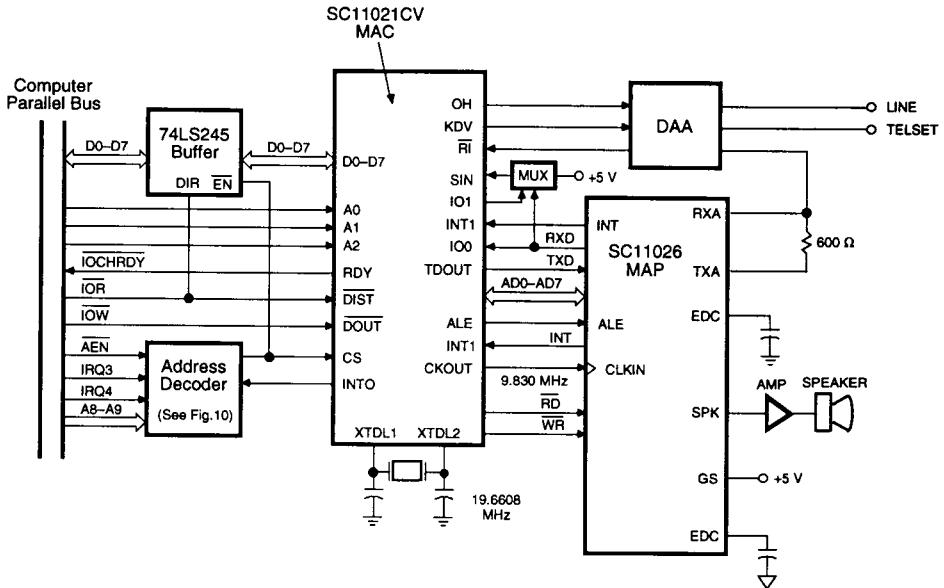 SC11021CV
MAC
Computer
Parallel Bus
74LS245
Buffer
DIR EN
D0–D7
D0–D7
D0–D7
A0
A1
A2
IOCHRDY
RDY
IOR
DIST
IOW
DOUT
AEN
IRQ3
IRQ4
A8–A9
Address
Decoder
(See Fig.10)
CS
INTO
XTDL1 XTDL2
19.6608
MHz
OH
KDV
RI
SIN
IO1
INT1
IO0
TDOUT
ALE
INT1
CKOUT
MUX
+5 V
DAA
LINE
TELSET
RXD
TXD
AD0–AD7
INT
9.830 MHz
RD
WR
INT
SC11026
MAP
ALE
CLKIN
RXA
TXA
600 Ω
EDC
SPK
AMP
SPEAKER
GS
+5 V
EDC